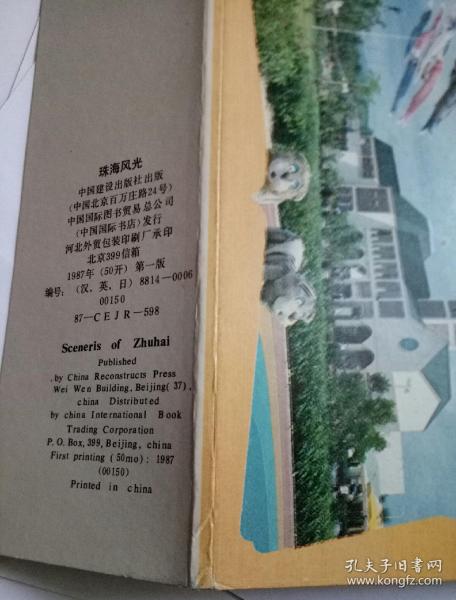 珠海风光
中国建设出版社出版
(中国北京百万庄路24号)
中国国际图书贸易总公司
(中国国际书店)发行
河北外贸包装印刷厂承印
北京399信箱
1987年(50开)第一版
编号:(汉、英、日)8814—0006
00150
87—CEJR—598
Sceneris of Zhuhai
Published
.by China Reconstructs Press
Wei Wen Building, Beijing(37),
china Distributed
by china International Book
Trading Corporation
P. O. Box, 399, Beijing, china
First printing (50mo): 1987
(00150)
Printed in china
孔夫子旧书网
www.kongfz.com